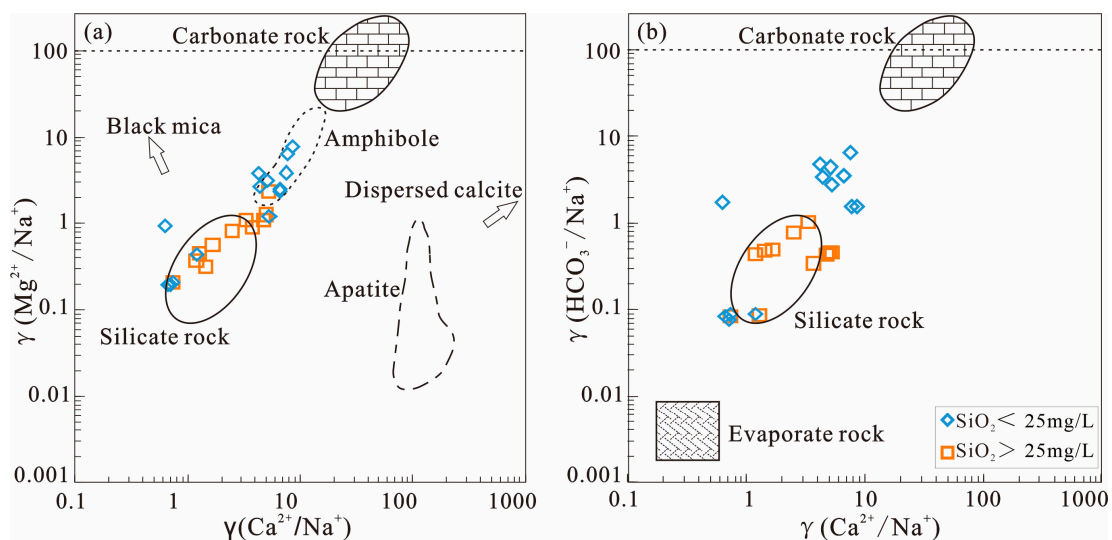 (a)
Carbonate rock
Black mica
Amphibole
Dispersed calcite
Apatite
Silicate rock
γ (Mg²⁺/Na⁺)
100
10
1
0.1
0.01
0.001
0.1
1
10
100
1000
γ(Ca²⁺/Na⁺)
(b)
Carbonate rock
Silicate rock
Evaporate rock
SiO₂< 25mg/L
SiO₂> 25mg/L
γ (HCO₃⁻/Na⁺)
100
10
1
0.1
0.01
0.001
0.1
1
10
100
1000
γ (Ca²⁺/Na⁺)